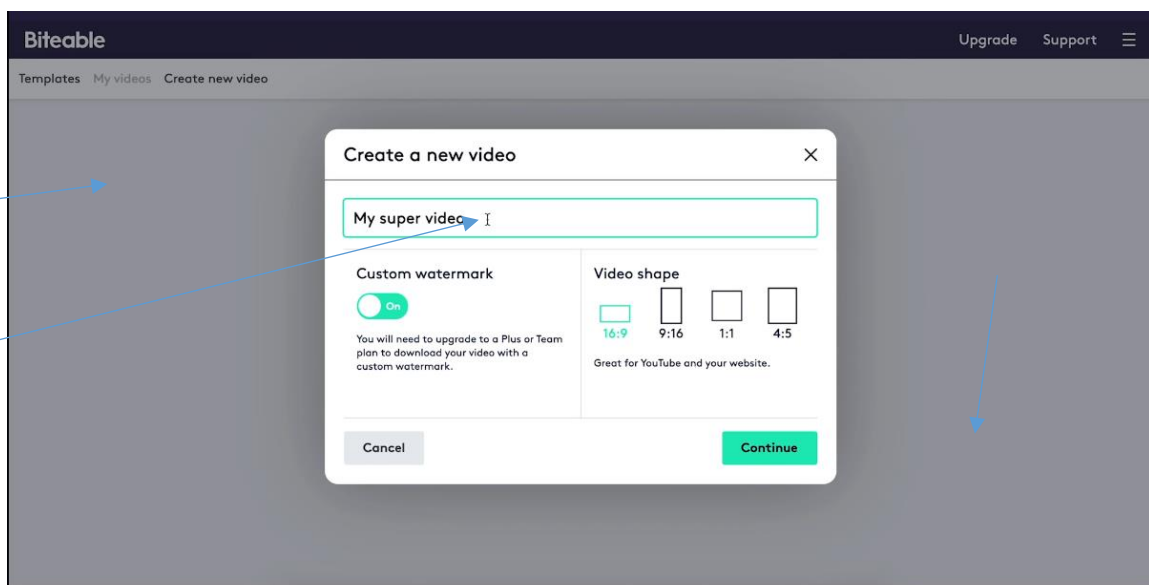 Biteable
Upgrade Support
Templates My videos Create new video
Create a new video
My super video
Custom watermark
On
You will need to upgrade to a Plus or Team
plan to download your video with a
custom watermark.
Video shape
16:9 9:16 1:1 4:5
Great for YouTube and your website.
Cancel
Continue